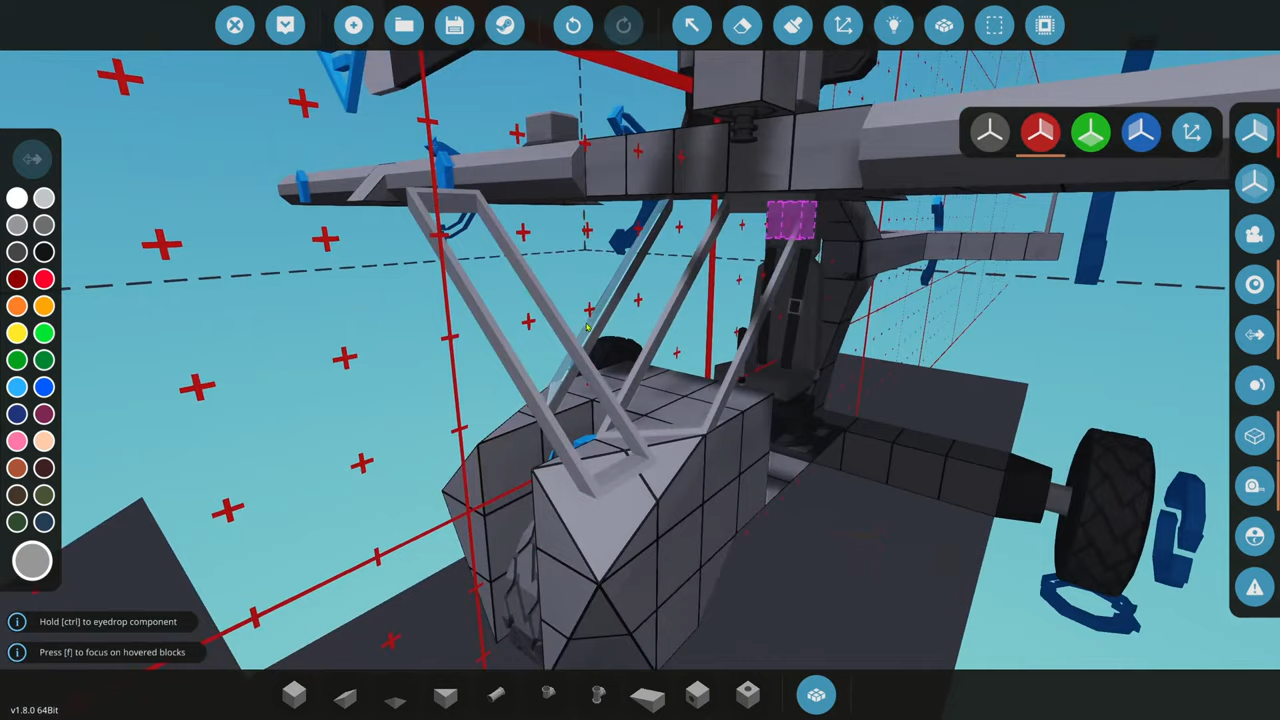 Hold [ctrl] to eyedrop component
Press [f] to focus on hovered blocks
v1.8.0 64Bit